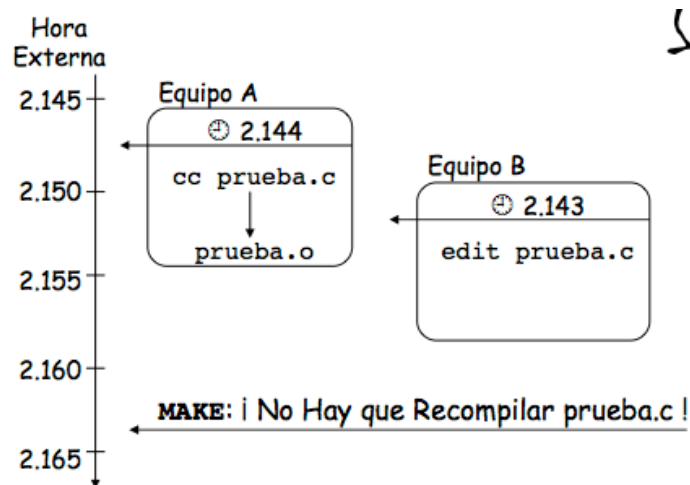 Hora
Externa
2.145
Equipo A
2.144
cc prueba.c
prueba.o
2.150
Equipo B
2.143
edit prueba.c
2.155
2.160
MAKE: ¡ No Hay que Recompilar prueba.c !
2.165